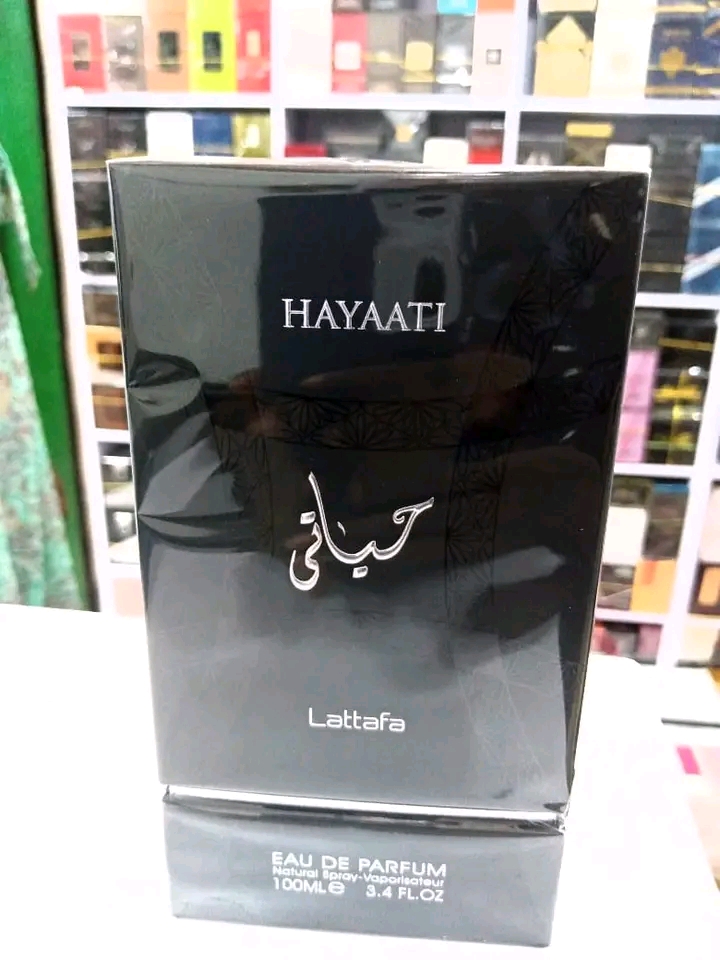 HAYAATI
حياتي
Lattafa
EAU DE PARFUM
Natural Spray-Vaporisateur
100ML℮ 3.4 FL.OZ